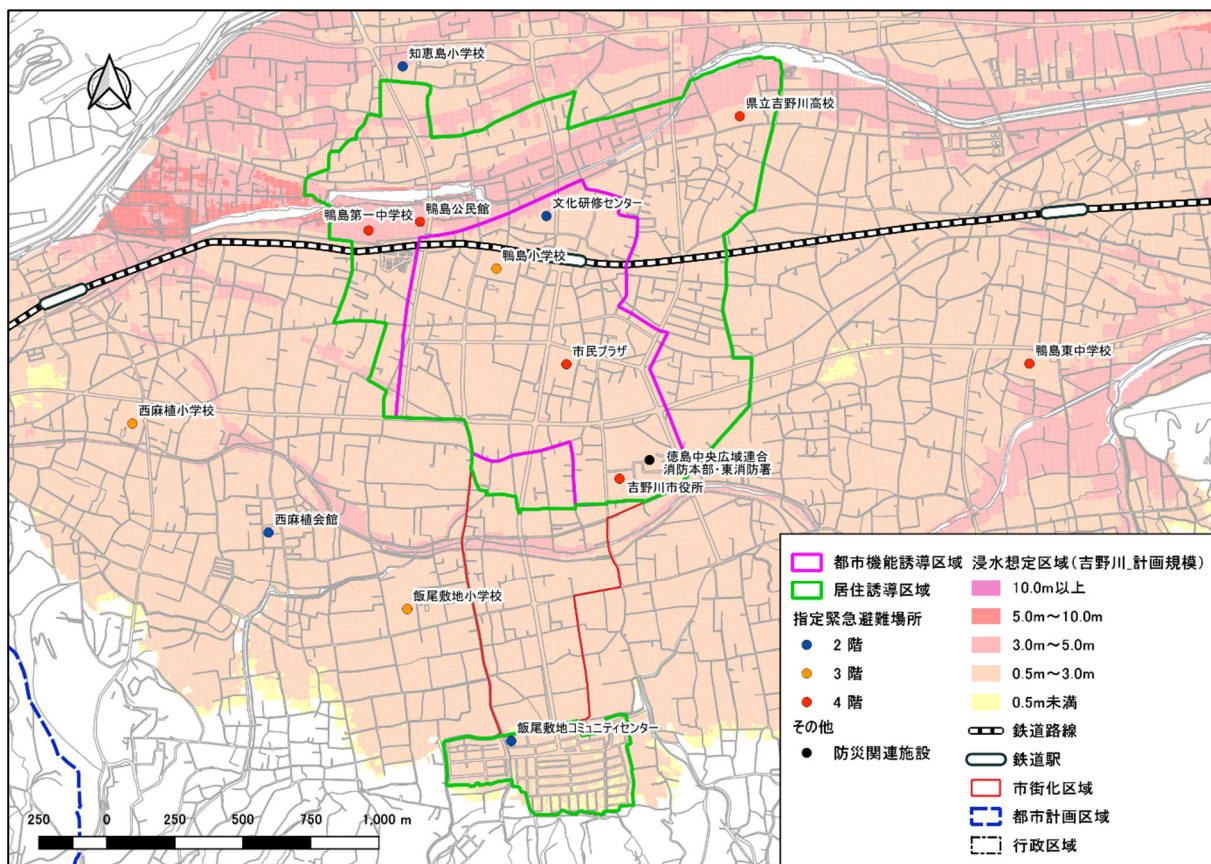 知恵島小学校
県立吉野川高校
文化研修センター
鴨島公民館
鴨島第一中学校
鴨島小学校
市民プラザ
鴨島東中学校
西麻植小学校
徳島中央広域連合
消防本部・東消防署
吉野川市役所
西麻植会館
飯尾敷地小学校
飯尾敷地コミュニティセンター
都市機能誘導区域
居住誘導区域
指定緊急避難場所
2 階
3 階
4 階
その他
防災関連施設
浸水想定区域(吉野川_計画規模)
10.0m以上
5.0m～10.0m
3.0m～5.0m
0.5m～3.0m
0.5m未満
鉄道路線
鉄道駅
市街化区域
都市計画区域
行政区域
250 0 250 500 750 1,000 m